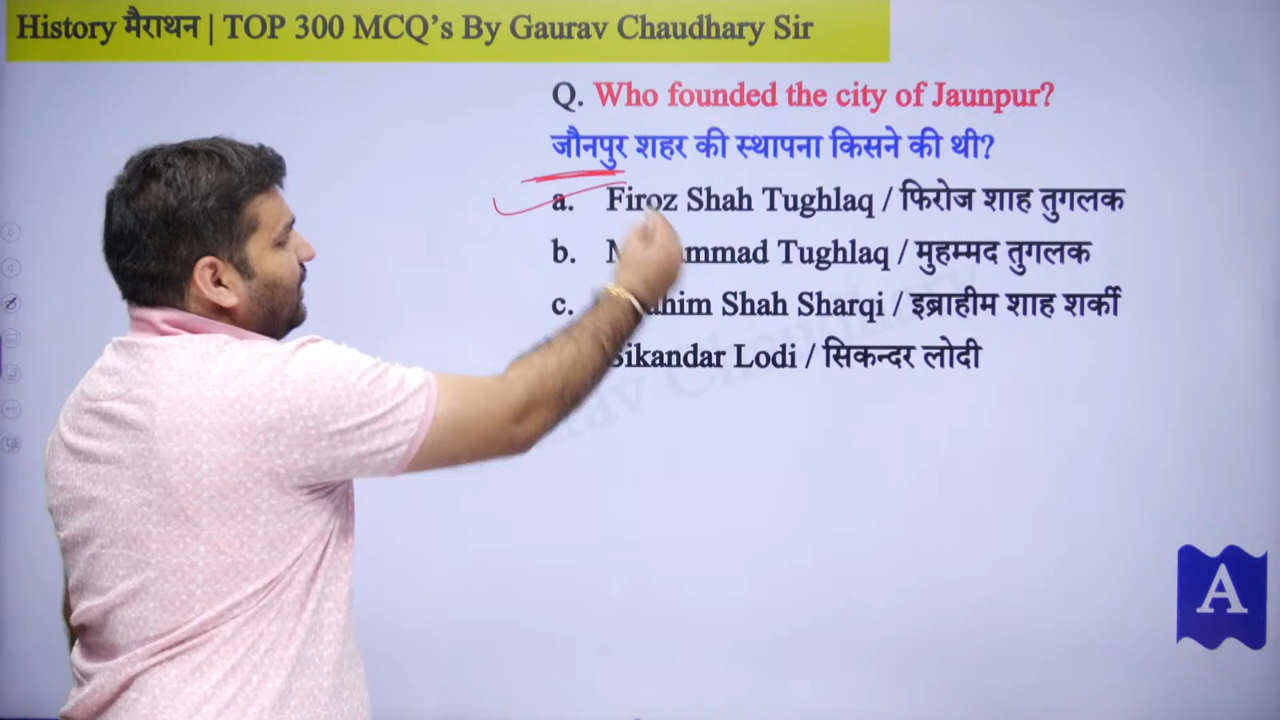 History मैराथन | TOP 300 MCQ’s By Gaurav Chaudhary Sir
Q. Who founded the city of Jaunpur?
जौनपुर शहर की स्थापना किसने की थी?
a. Firoz Shah Tughlaq / फिरोज शाह तुगलक
b. Tughlaq / मुहम्मद तुगलक
c. Shah Sharqi / इब्राहीम शाह शर्की
Sikandar Lodi / सिकन्दर लोदी
A